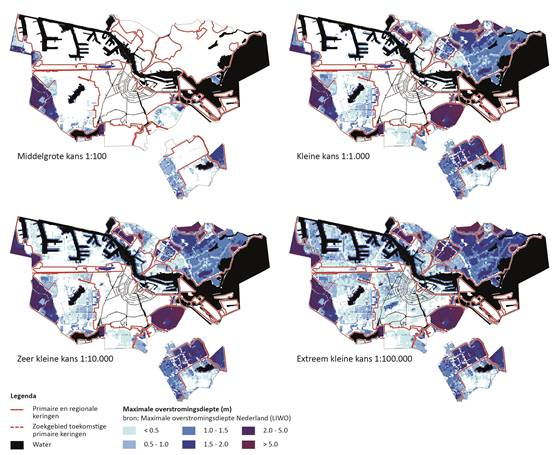 Middelgrote kans 1:100
Kleine kans 1:1.000
Zeer kleine kans 1:10.000
Extreem kleine kans 1:100.000
Legenda
Primaire en regionale
keringen
Zoekgebied toekomstige
primaire keringen
Water
Maximale overstromingsdiepte (m)
bron: Maximale overstromingsdiepte Nederland (LIWO)
< 0.5
1.0 - 1.5
2.0 - 5.0
0.5 - 1.0
1.5 - 2.0
> 5.0